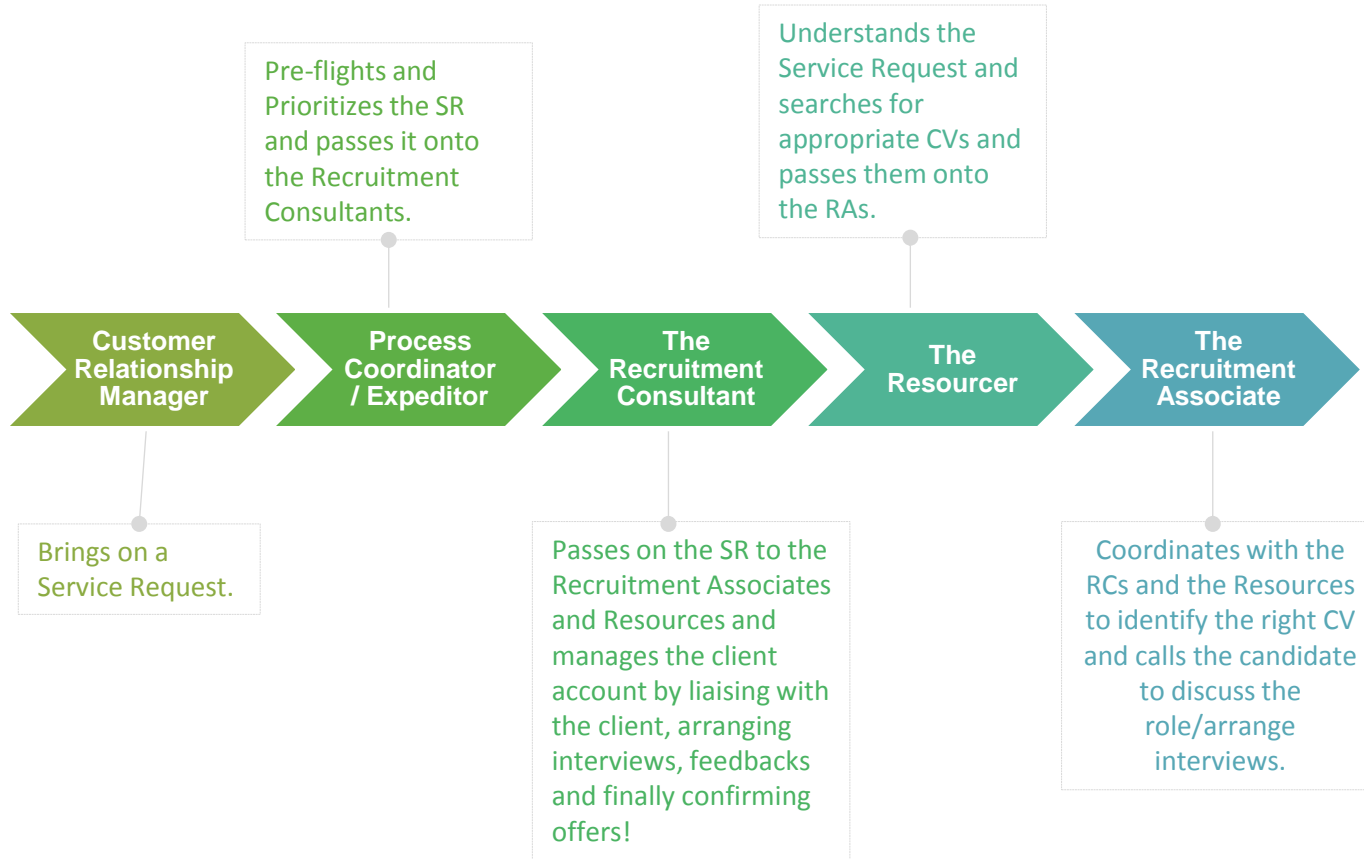 Pre-flights and
Prioritizes the SR
and passes it onto
the Recruitment
Consultants.
Understands the
Service Request and
searches for
appropriate CVs and
passes them onto
the RAs.
Customer
Relationship
Manager
Process
Coordinator
/ Expeditor
The
Recruitment
Consultant
The
Resourcer
The
Recruitment
Associate
Brings on a
Service Request.
Passes on the SR to the
Recruitment Associates
and Resources and
manages the client
account by liaising with
the client, arranging
interviews, feedbacks
and finally confirming
offers!
Coordinates with the
RCs and the Resources
to identify the right CV
and calls the candidate
to discuss the
role/arrange
interviews.